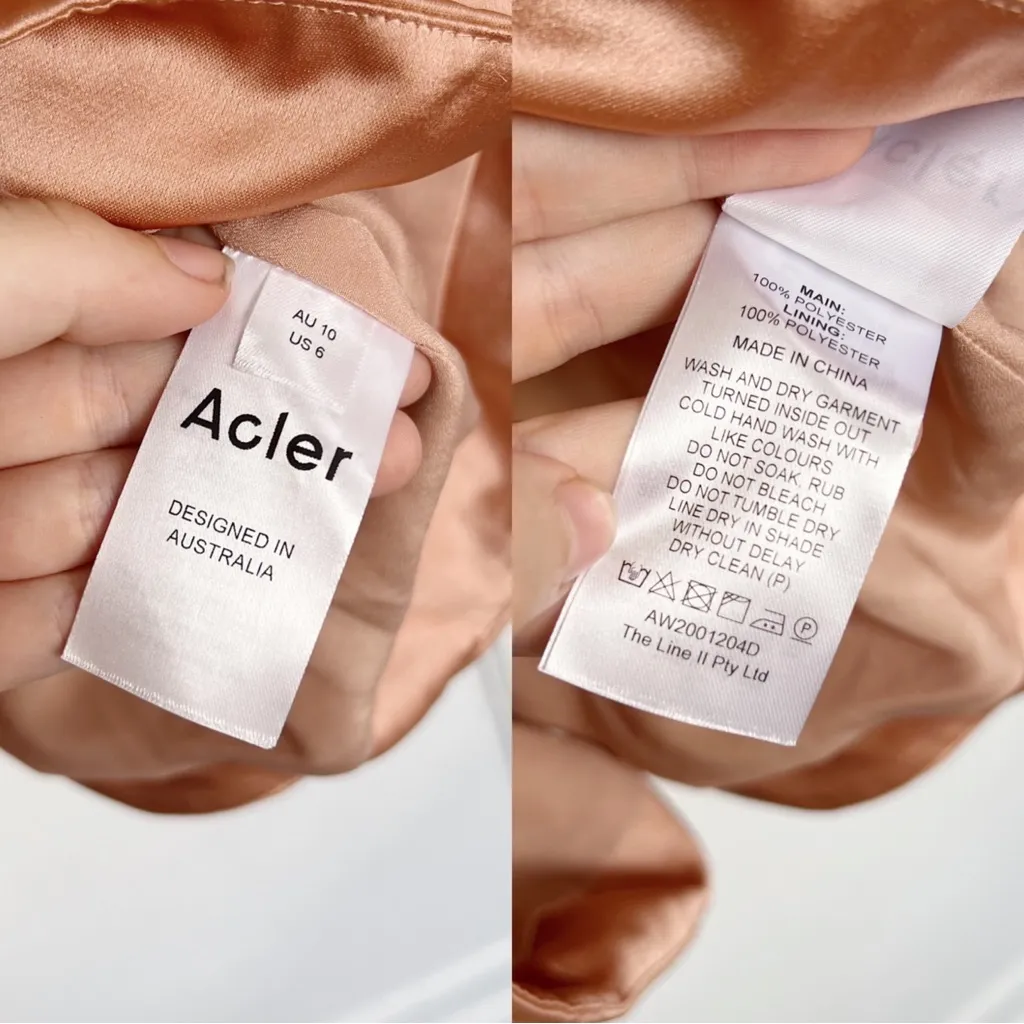 AU 10
US 6
Acler
DESIGNED IN
AUSTRALIA
MAIN:
100% POLYESTER
LINING:
100% POLYESTER
MADE IN CHINA
WASH AND DRY GARMENT
TURNED INSIDE OUT
COLD HAND WASH WITH
LIKE COLOURS
DO NOT SOAK, RUB
DO NOT BLEACH
DO NOT TUMBLE DRY
LINE DRY IN SHADE
WITHOUT DELAY
DRY CLEAN (P)
P
AW2001204D
The Line II Pty Ltd